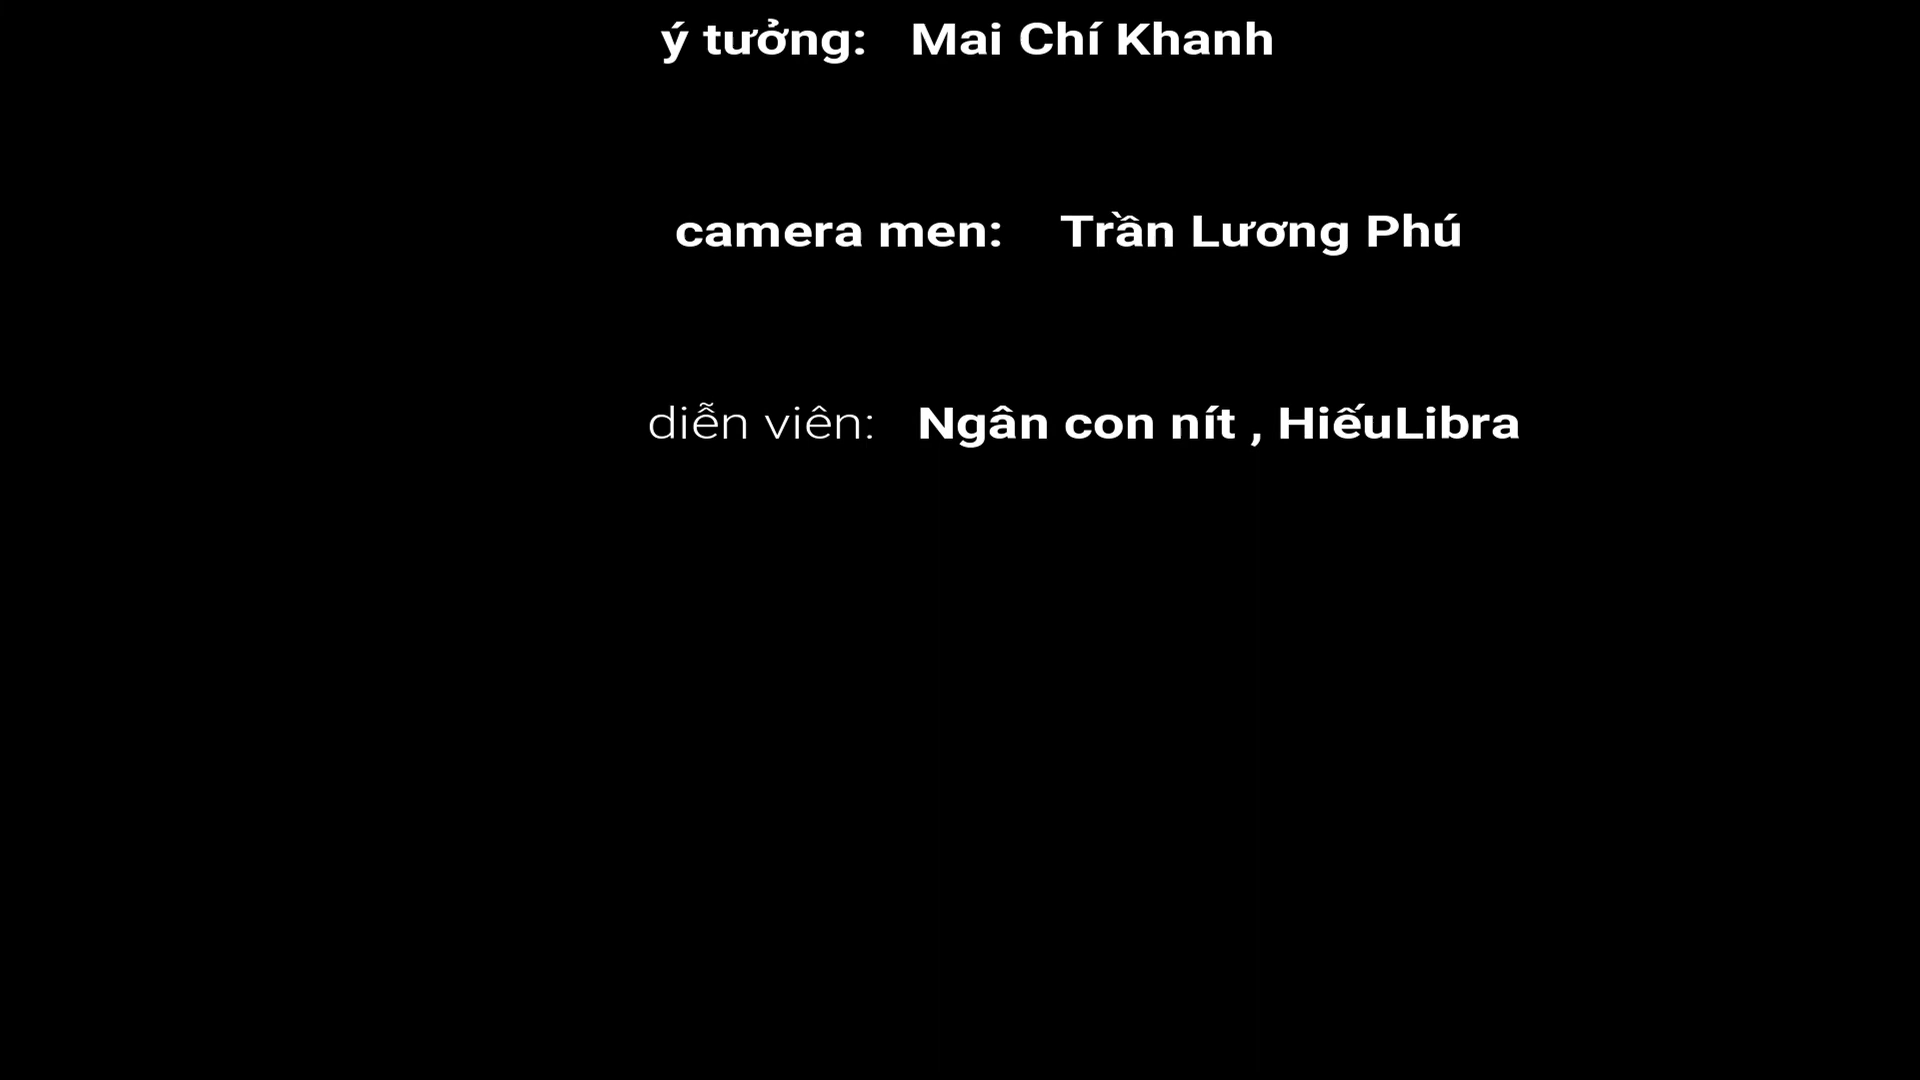 ý tưởng: Mai Chí Khanh
camera men: Trần Lương Phú
diễn viên: Ngân con nít , HiếuLibra